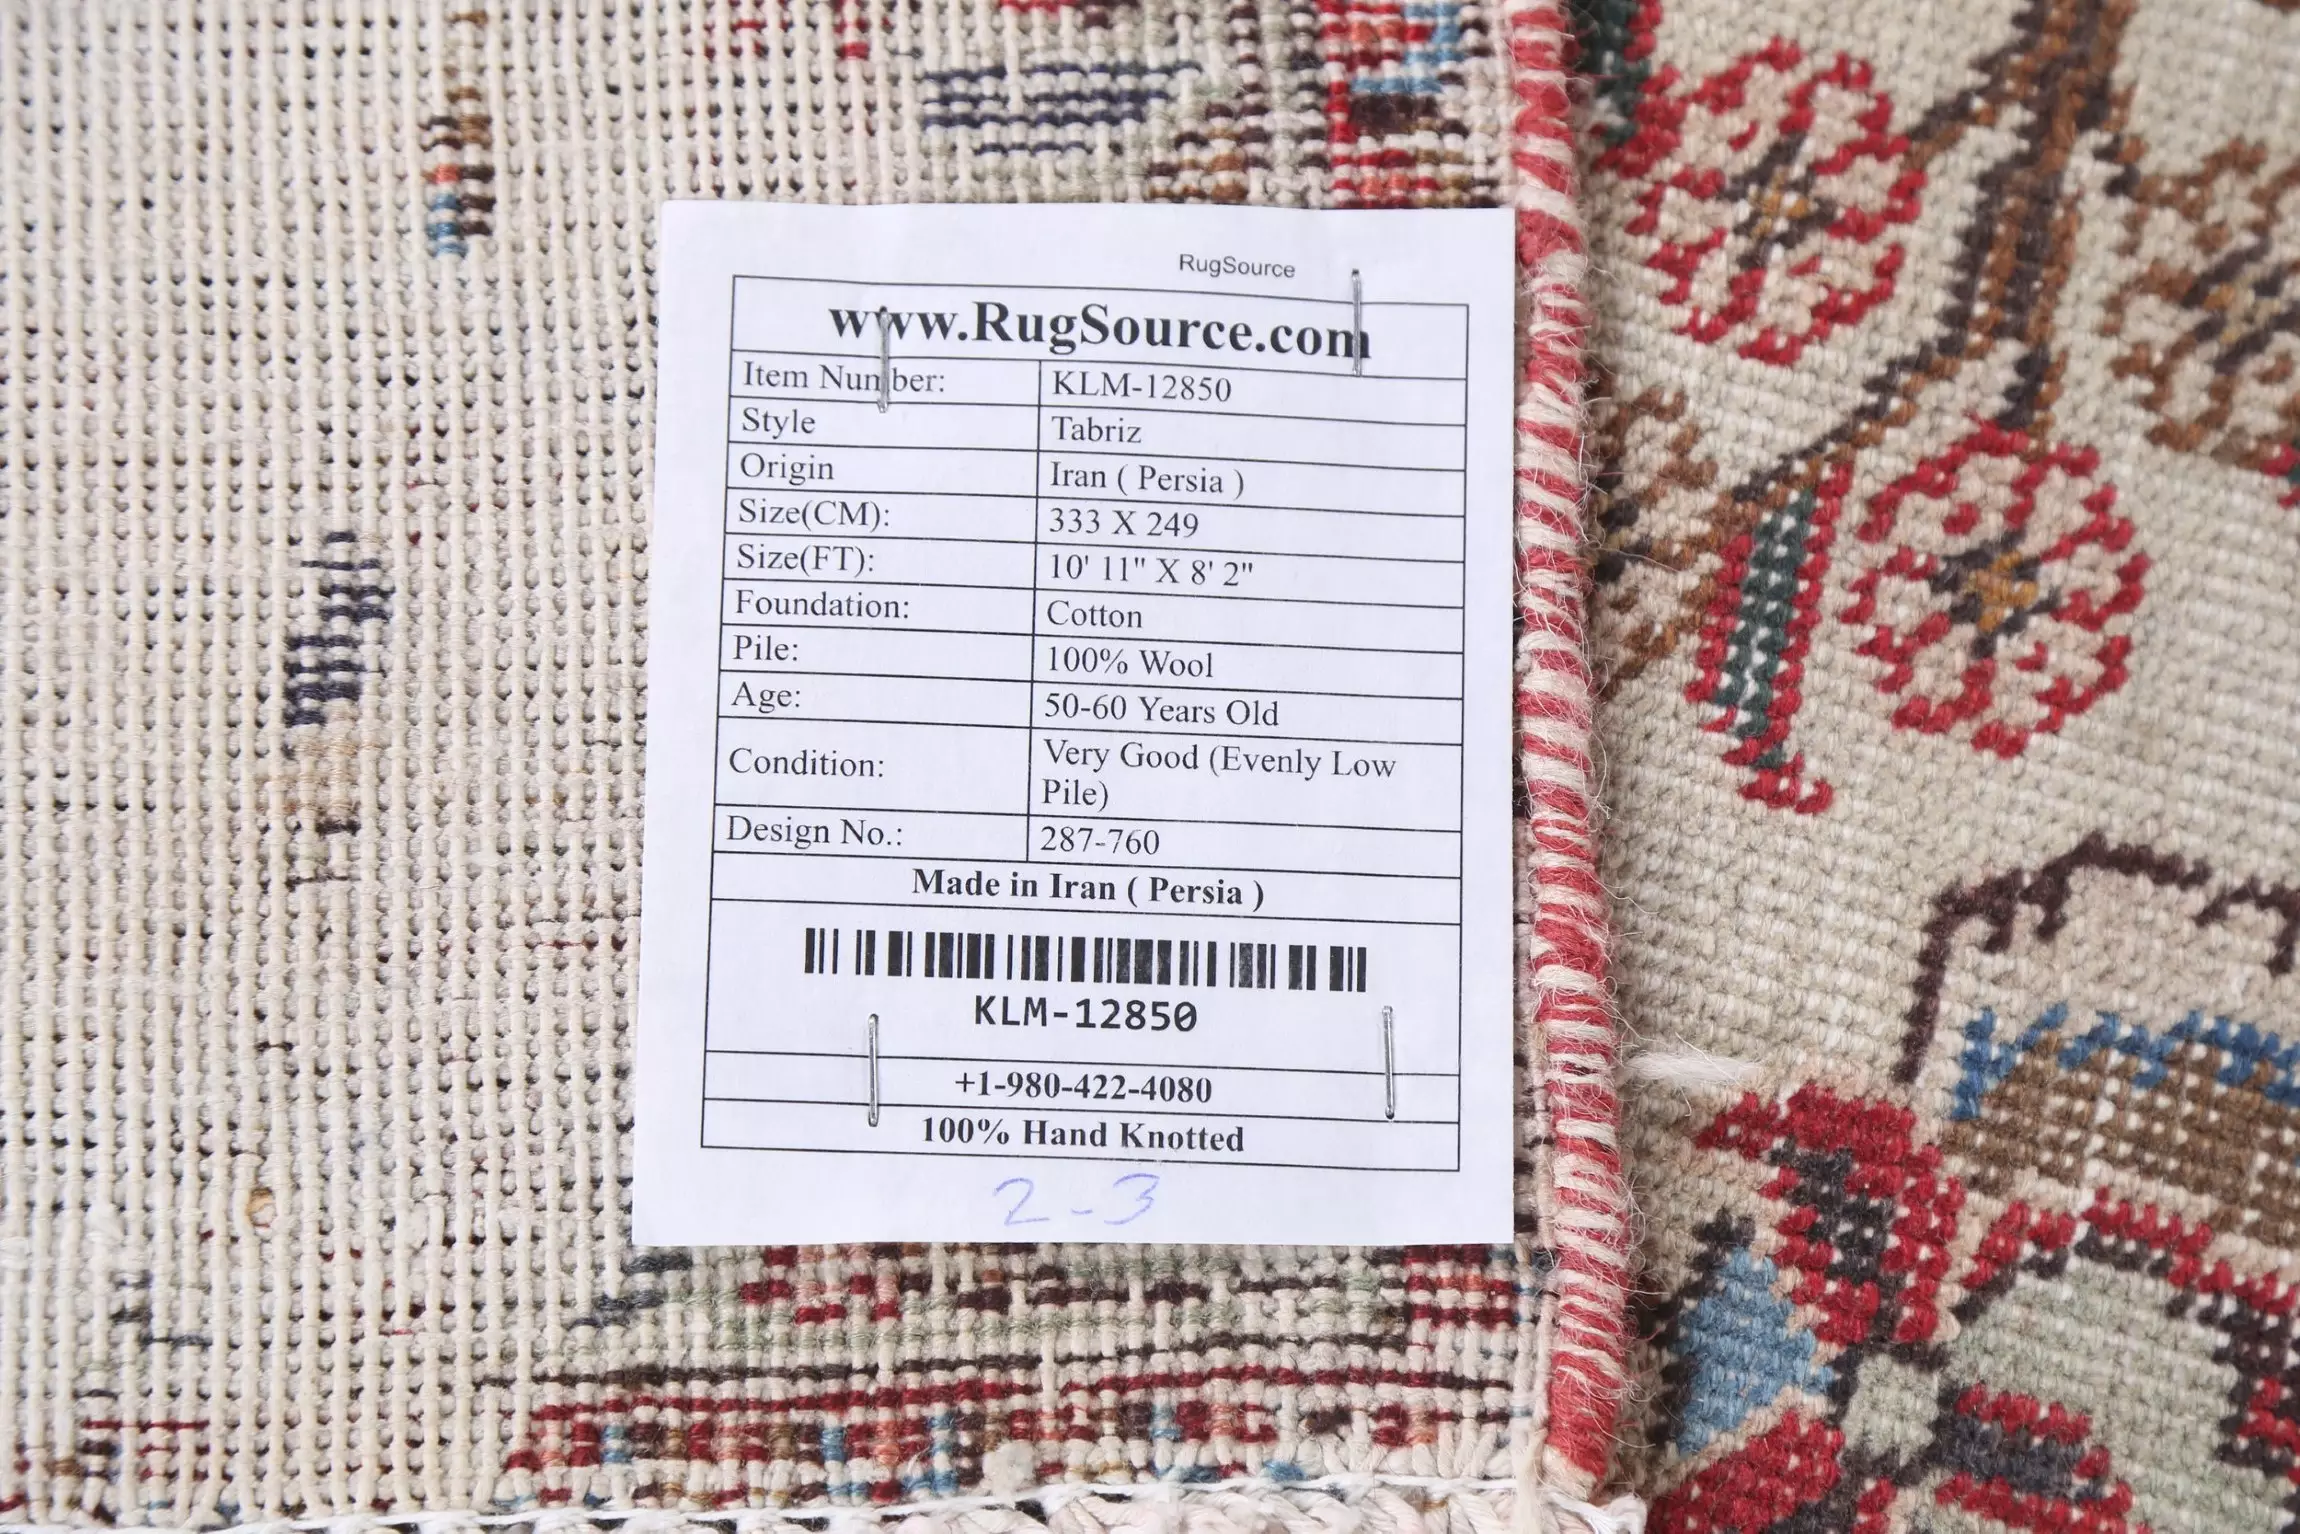 RugSource
www.RugSource.com
Item Number: KLM-12850
Style Tabriz
Origin Iran ( Persia )
Size(CM): 333 X 249
Size(FT): 10' 11" X 8' 2"
Foundation: Cotton
Pile: 100% Wool
Age: 50-60 Years Old
Condition: Very Good (Evenly Low
Pile)
Design No.: 287-760
Made in Iran ( Persia )
KLM-12850
+1-980-422-4080
100% Hand Knotted
2-3